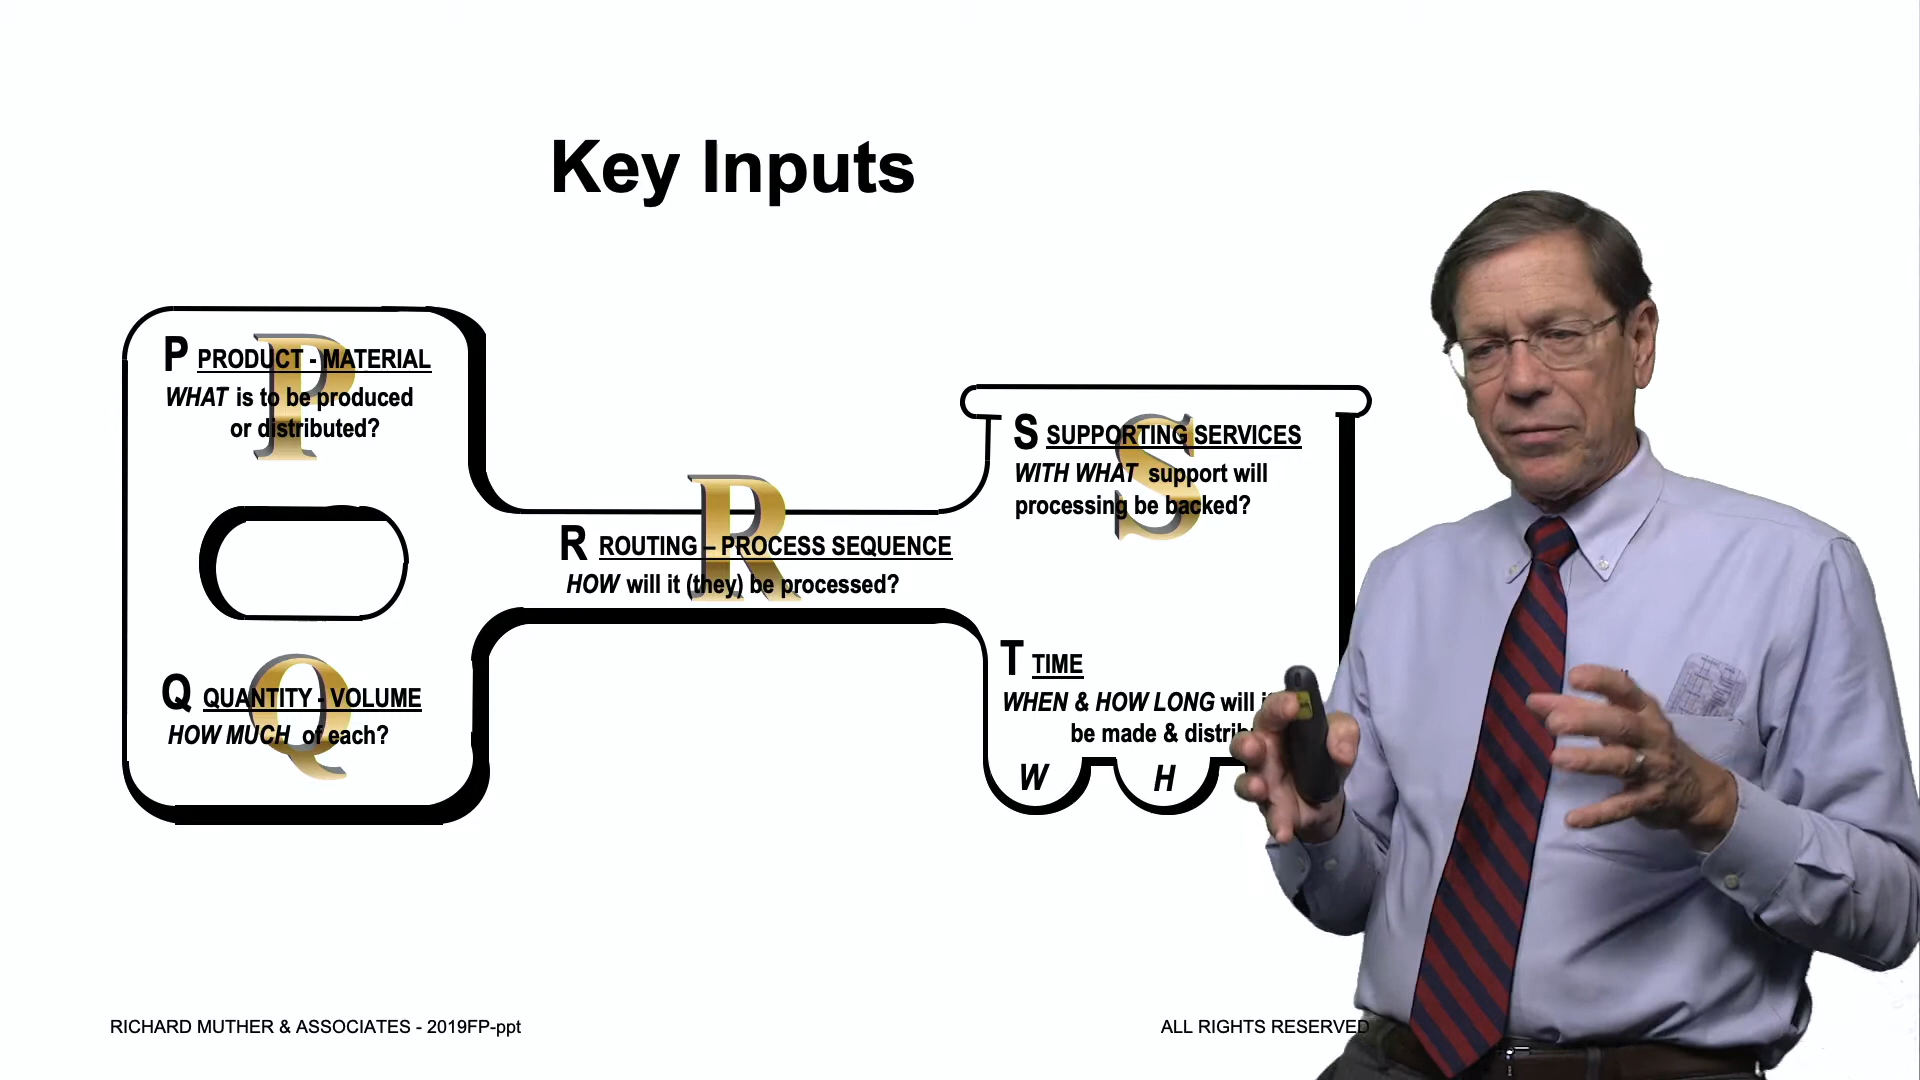 Key Inputs
P PRODUCT - MATERIAL
WHAT is to be produced
or distributed?
P
Q QUANTITY - VOLUME
HOW MUCH of each?
Q
R ROUTING – PROCESS SEQUENCE
HOW will it (they) be processed?
R
S SUPPORTING SERVICES
WITH WHAT support will
processing be backed?
S
T TIME
WHEN & HOW LONG will
be made &
W H
RICHARD MUTHER & ASSOCIATES - 2019FP-ppt
ALL RIGHTS RESERVED